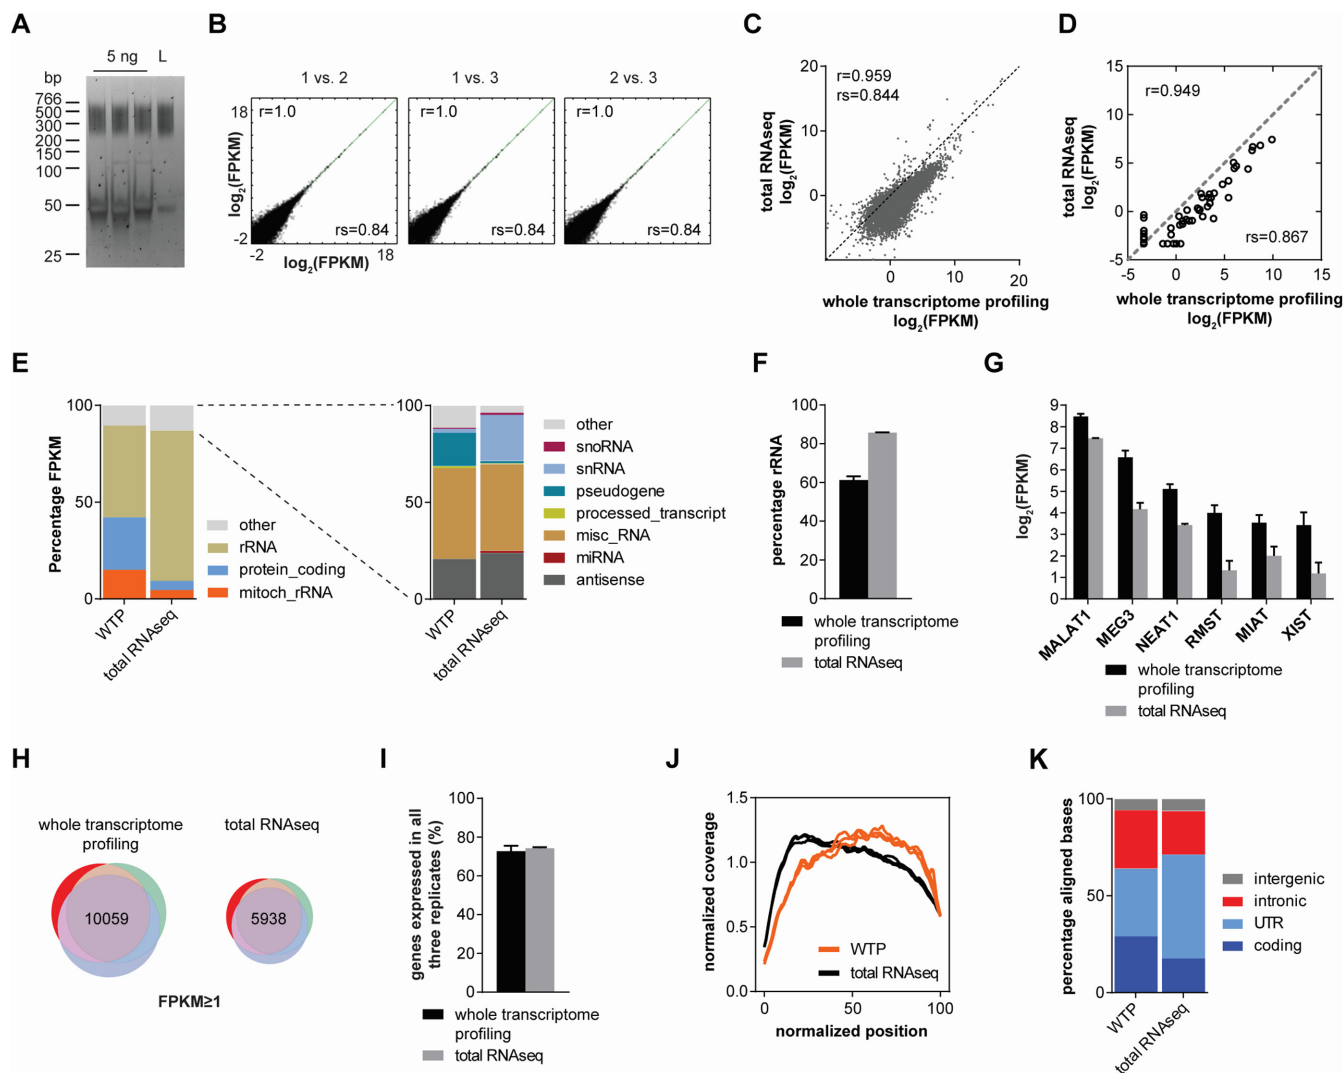 A
5 ng
L
bp
766
500
300
200
150
100
50
25
B
1 vs. 2
1 vs. 3
2 vs. 3
18
r=1.0
r=1.0
r=1.0
log2(FPKM)
rs=0.84
rs=0.84
rs=0.84
-2
-2
18
log2(FPKM)
C
20
r=0.959
rs=0.844
10
0
total RNAseq
log2(FPKM)
0
10
20
whole transcriptome profiling
log2(FPKM)
D
15
r=0.949
10
5
0
-5
total RNAseq
log2(FPKM)
rs=0.867
-5
0
5
10
15
whole transcriptome profiling
log2(FPKM)
E
100
50
0
Percentage FPKM
WTP
total RNAseq
other
rRNA
protein_coding
mitoch_rRNA
100
50
0
WTP
total RNAseq
other
snoRNA
snRNA
pseudogene
processed_transcript
misc_RNA
miRNA
antisense
F
100
80
60
40
20
0
percentage rRNA
whole transcriptome
profiling
total RNAseq
G
9
8
7
6
5
4
3
2
1
0
log2(FPKM)
MALAT1
MEG3
NEAT1
RMST
MIAT
XIST
whole transcriptome
profiling
total RNAseq
H
whole transcriptome
profiling
total RNAseq
10059
5938
FPKM≥1
I
100
80
60
40
20
0
genes expressed in all
three replicates (%)
whole transcriptome
profiling
total RNAseq
J
1.5
1.0
0.5
0.0
normalized coverage
WTP
total RNAseq
0
50
100
normalized position
K
100
50
0
percentage aligned bases
WTP
total RNAseq
intergenic
intronic
UTR
coding